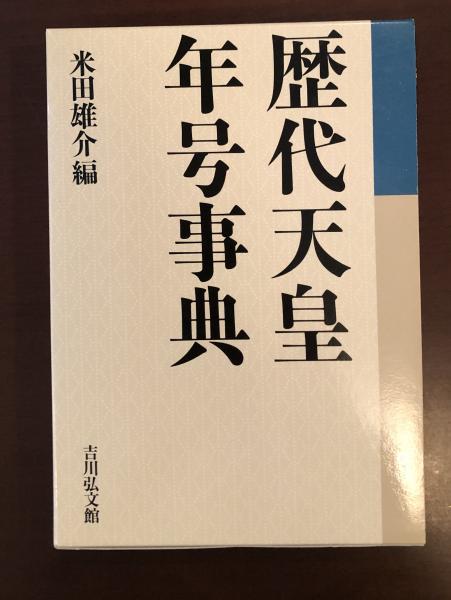 歴代天皇
年号事典
米田雄介編
吉川弘文館